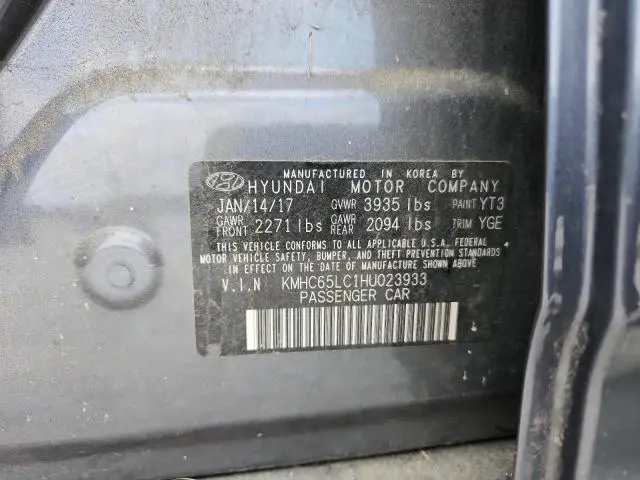 MANUFACTURED IN KOREA BY
HYUNDAI MOTOR COMPANY
JAN/14/17 GVWR 3935 lbs PAINT YT3
GAWR FRONT 2271 lbs GAWR REAR 2094 lbs TRIM YGE
THIS VEHICLE CONFORMS TO ALL APPLICABLE U.S.A. FEDERAL
MOTOR VEHICLE SAFETY, BUMPER, AND THEFT PREVENTION STANDARDS
IN EFFECT ON THE DATE OF MANUFACTURE SHOWN ABOVE
V.I.N KMHC65LC1HU023933
PASSENGER CAR